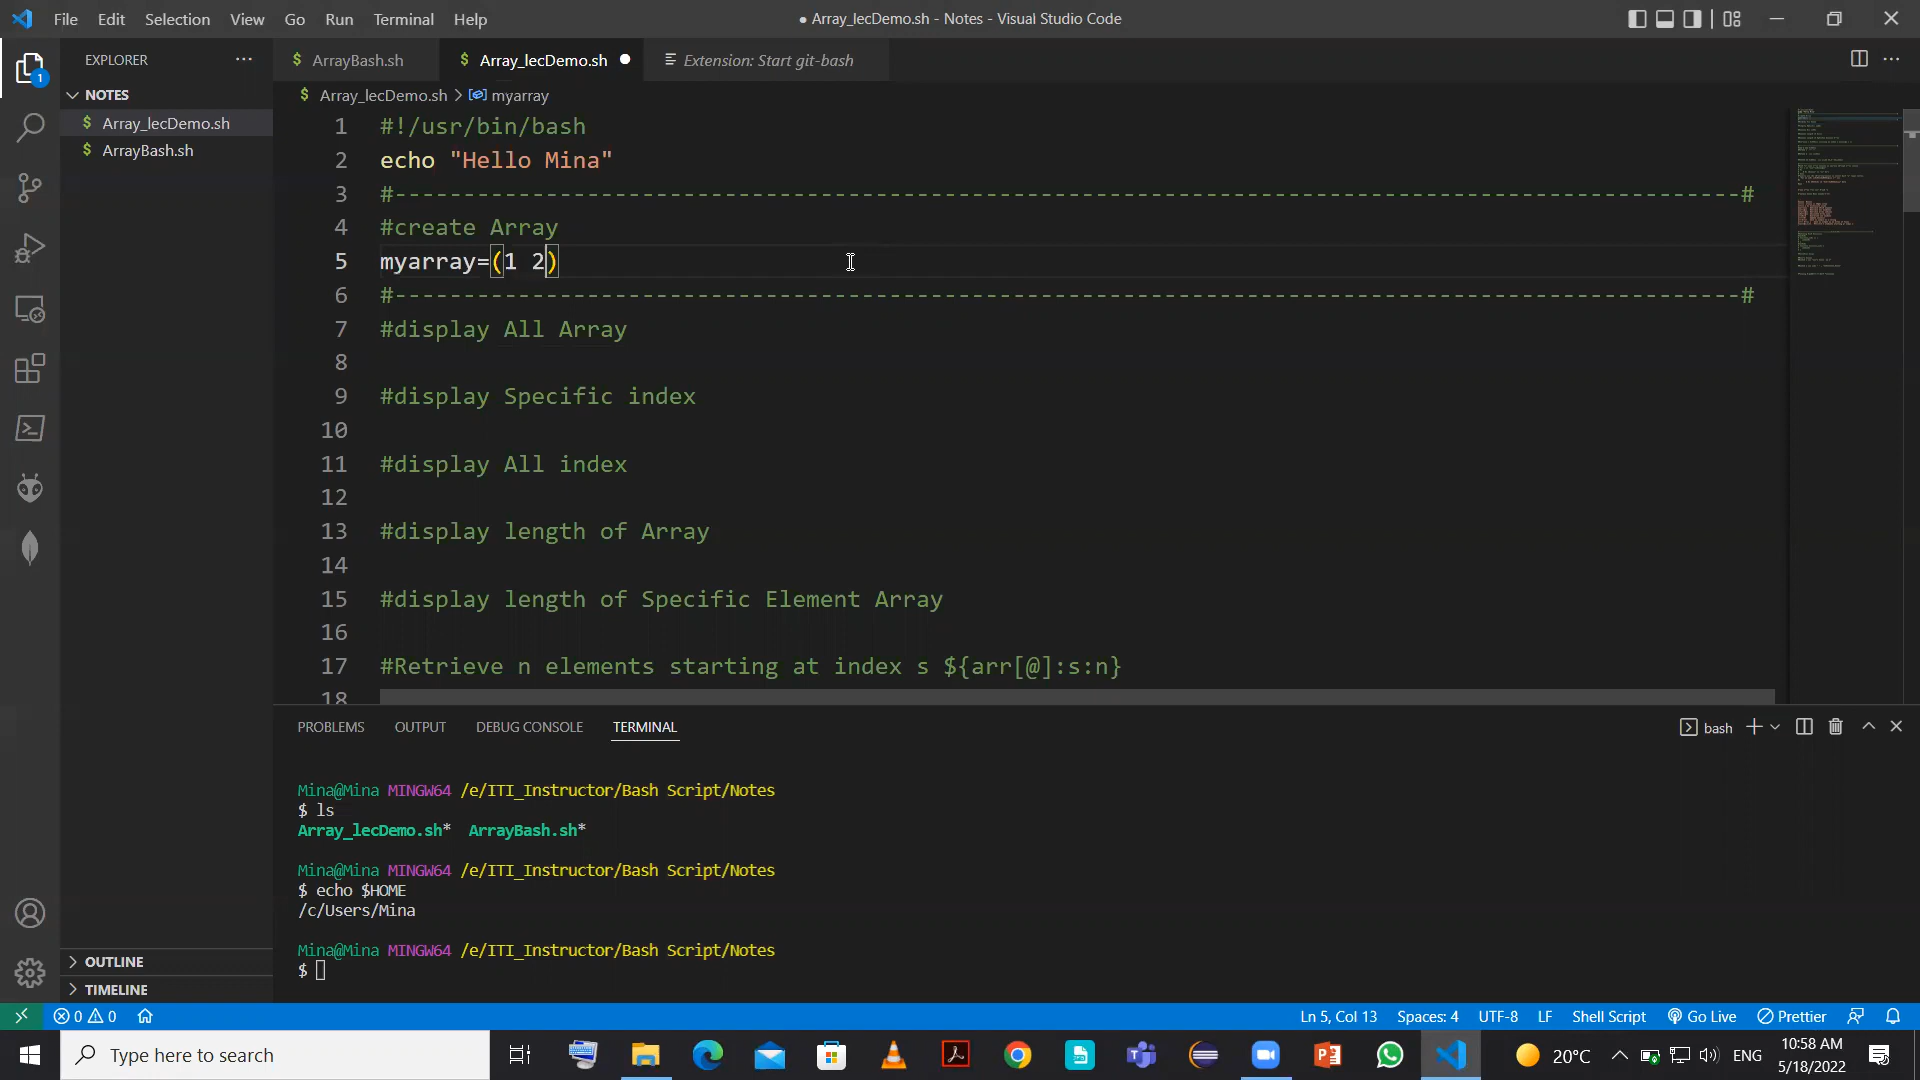 File Edit Selection View Go Run Terminal Help
● Array_lecDemo.sh - Notes - Visual Studio Code
EXPLORER ...
$ ArrayBash.sh
$ Array_lecDemo.sh ●
Extension: Start git-bash
1
NOTES
$ Array_lecDemo.sh
$ ArrayBash.sh
$ Array_lecDemo.sh > myarray
1 #!/usr/bin/bash
2 echo "Hello Mina"
3 #--------------------------------------------------------------------------------------------------#
4 #create Array
5 myarray=(1 2)
6 #--------------------------------------------------------------------------------------------------#
7 #display All Array
8
9 #display Specific index
10
11 #display All index
12
13 #display length of Array
14
15 #display length of Specific Element Array
16
17 #Retrieve n elements starting at index s ${arr[@]:s:n}
18
PROBLEMS OUTPUT DEBUG CONSOLE TERMINAL
bash
Mina@Mina MINGW64 /e/ITI_Instructor/Bash Script/Notes
$ ls
Array_lecDemo.sh* ArrayBash.sh*
Mina@Mina MINGW64 /e/ITI_Instructor/Bash Script/Notes
$ echo $HOME
/c/Users/Mina
Mina@Mina MINGW64 /e/ITI_Instructor/Bash Script/Notes
$
OUTLINE
TIMELINE
0 0
Ln 5, Col 13 Spaces: 4 UTF-8 LF Shell Script Go Live Prettier
Type here to search
20°C
ENG
10:58 AM
5/18/2022